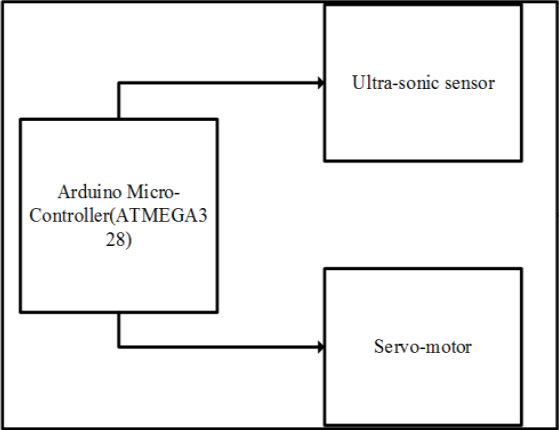 Ultra-sonic sensor
Arduino Micro-
Controller(ATMEGA3
28)
Servo-motor